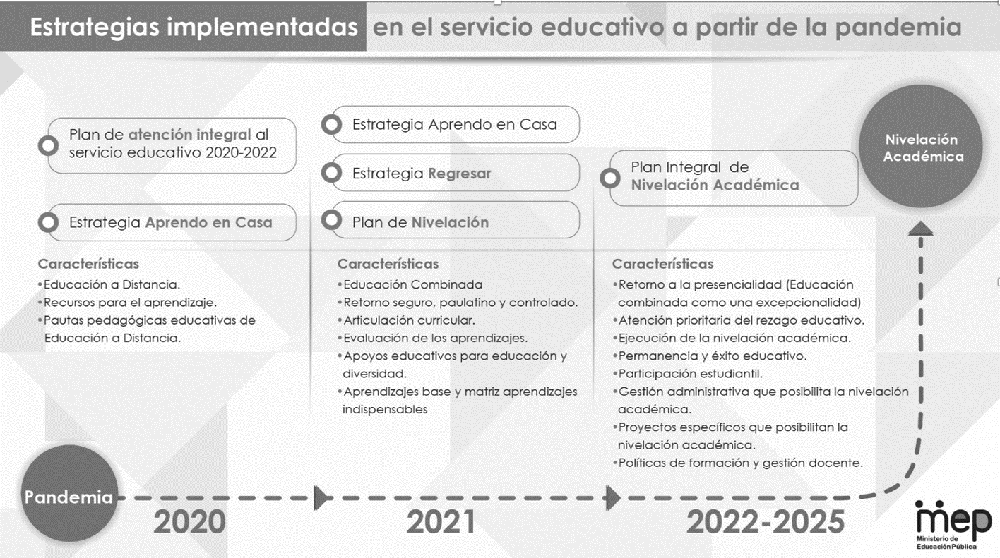 Estrategias implementadas en el servicio educativo a partir de la pandemia
Plan de atención integral al
servicio educativo 2020-2022
Estrategia Aprendo en Casa
Características
•Educación a Distancia.
•Recursos para el aprendizaje.
•Pautas pedagógicas educativas de
Educación a Distancia.
Estrategia Aprendo en Casa
Estrategia Regresar
Plan de Nivelación
Características
•Educación Combinada
•Retorno seguro, paulatino y controlado.
•Articulación curricular.
•Evaluación de los aprendizajes.
•Apoyos educativos para educación y
diversidad.
•Aprendizajes base y matriz aprendizajes
indispensables
Plan Integral de
Nivelación Académica
Características
•Retorno a la presencialidad (Educación
combinada como una excepcionalidad)
•Atención prioritaria del rezago educativo.
•Ejecución de la nivelación académica.
•Permanencia y éxito educativo.
•Participación estudiantil.
•Gestión administrativa que posibilita la nivelación
académica.
•Proyectos específicos que posibilitan la
nivelación académica.
•Políticas de formación y gestión docente.
Nivelación
Académica
Pandemia
2020
2021
2022-2025
mep
Ministerio de
Educación Pública